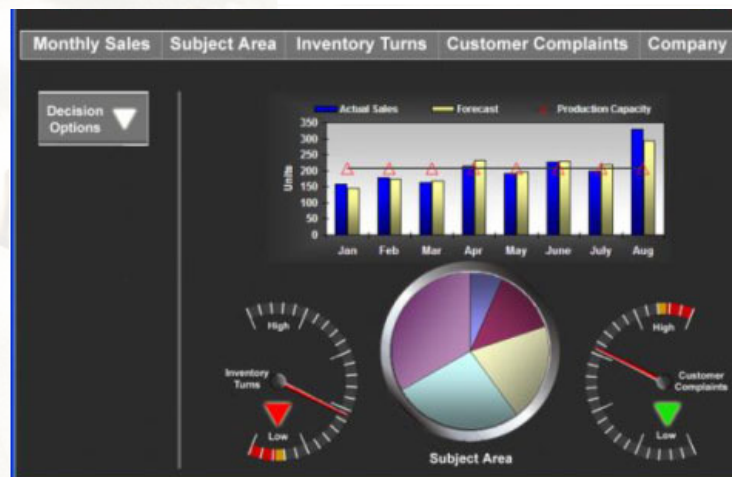 Monthly Sales Subject Area Inventory Turns Customer Complaints Company
Decision
Options
Actual Sales Forecast Production Capacity
Units
350
300
250
200
150
100
50
0
Jan Feb Mar Apr May June July Aug
High
Inventory
Turns
Low
Subject Area
High
Customer
Complaints
Low